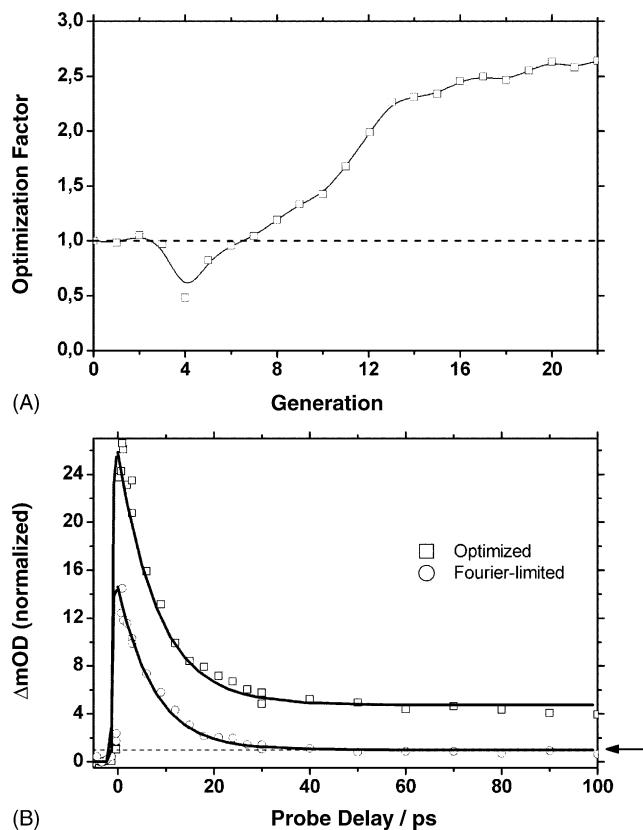 3,0
2,5
2,0
1,5
1,0
0,5
0,0
Optimization Factor
0 4 8 12 16 20
Generation
(A)
24
20
16
12
8
4
0
ΔmOD (normalized)
Optimized
Fourier-limited
0 20 40 60 80 100
Probe Delay / ps
(B)